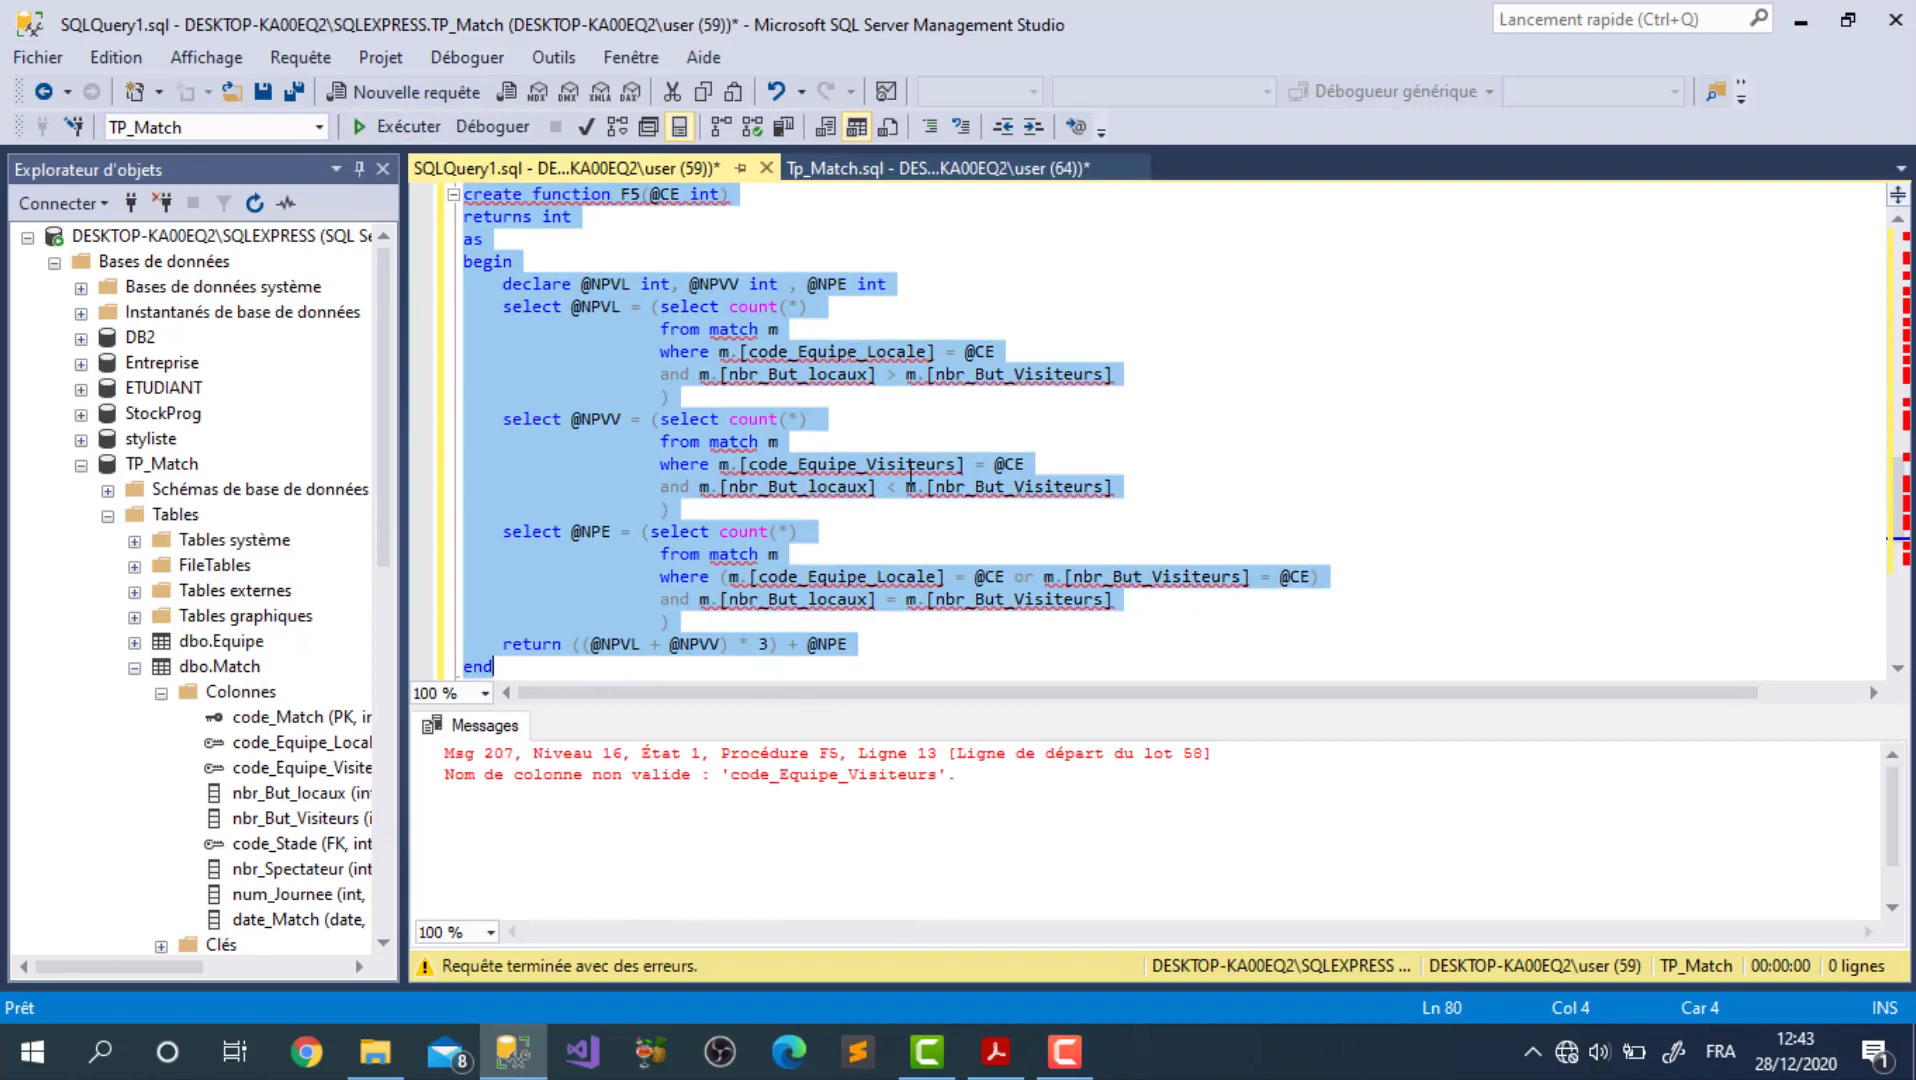 SQLQuery1.sql - DESKTOP-KA00EQ2\SQLEXPRESS.TP_Match (DESKTOP-KA00EQ2\user (59))* - Microsoft SQL Server Management Studio
Lancement rapide (Ctrl+Q)
Fichier Edition Affichage Requête Projet Déboguer Outils Fenêtre Aide
Nouvelle requête MDX DMX XMLA DAX Débogueur générique
TP_Match Exécuter Déboguer
Explorateur d'objets
SQLQuery1.sql - DE...KA00EQ2\user (59))* Tp_Match.sql - DES...KA00EQ2\user (64))*
Connecter
DESKTOP-KA00EQ2\SQLEXPRESS (SQL Se
Bases de données
Bases de données système
Instantanés de base de données
DB2
Entreprise
ETUDIANT
StockProg
styliste
TP_Match
Schémas de base de données
Tables
Tables système
FileTables
Tables externes
Tables graphiques
dbo.Equipe
dbo.Match
Colonnes
code_Match (PK, in
code_Equipe_Local
code_Equipe_Visite
nbr_But_locaux (int
nbr_But_Visiteurs (i
code_Stade (FK, int
nbr_Spectateur (int
num_Journee (int,
date_Match (date,
Clés
create function F5(@CE int)
returns int
as
begin
declare @NPVL int, @NPVV int , @NPE int
select @NPVL = (select count(*)
from match m
where m.[code_Equipe_Locale] = @CE
and m.[nbr_But_locaux] > m.[nbr_But_Visiteurs]
)
select @NPVV = (select count(*)
from match m
where m.[code_Equipe_Visiteurs] = @CE
and m.[nbr_But_locaux] < m.[nbr_But_Visiteurs]
)
select @NPE = (select count(*)
from match m
where (m.[code_Equipe_Locale] = @CE or m.[nbr_But_Visiteurs] = @CE)
and m.[nbr_But_locaux] = m.[nbr_But_Visiteurs]
)
return ((@NPVL + @NPVV) * 3) + @NPE
end
100 %
Messages
Msg 207, Niveau 16, État 1, Procédure F5, Ligne 13 [Ligne de départ du lot 58]
Nom de colonne non valide : 'code_Equipe_Visiteurs'.
100 %
Requête terminée avec des erreurs. DESKTOP-KA00EQ2\SQLEXPRESS ... DESKTOP-KA00EQ2\user (59) TP_Match 00:00:00 0 lignes
Prêt Ln 80 Col 4 Car 4 INS
8 FRA 12:43
28/12/2020 1